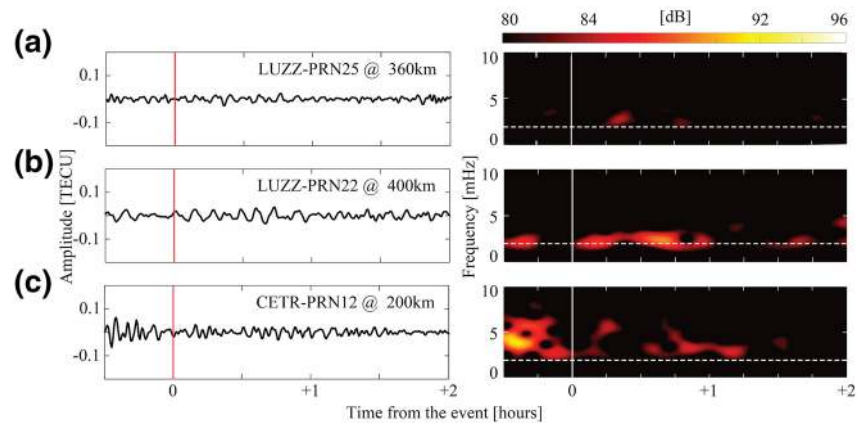 80 84 [dB] 92 96
(a)
LUZZ-PRN25 @ 360km
0.1
-0.1
10
5
0
(b)
LUZZ-PRN22 @ 400km
0.1
-0.1
10
5
0
(c)
CETR-PRN12 @ 200km
0.1
-0.1
10
5
0
Amplitude [TECU]
Frequency [mHz]
0 +1 +2
0 +1 +2
Time from the event [hours]